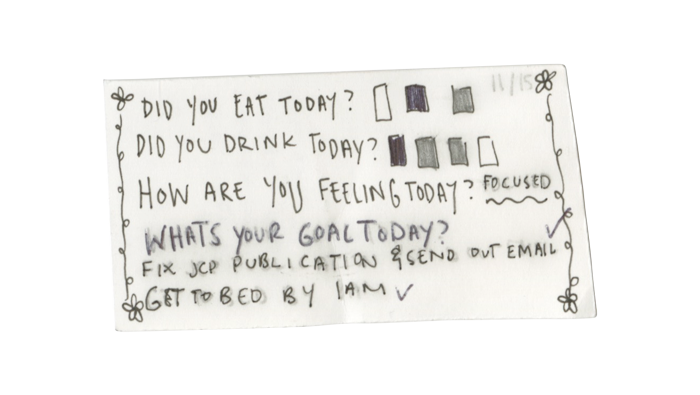 11/15
DID YOU EAT TODAY?
DID YOU DRINK TODAY?
HOW ARE YOU FEELING TODAY? FOCUSED
WHATS YOUR GOAL TODAY?
FIX JCP PUBLICATION & SEND OUT EMAIL ✓
GET TO BED BY 1AM ✓